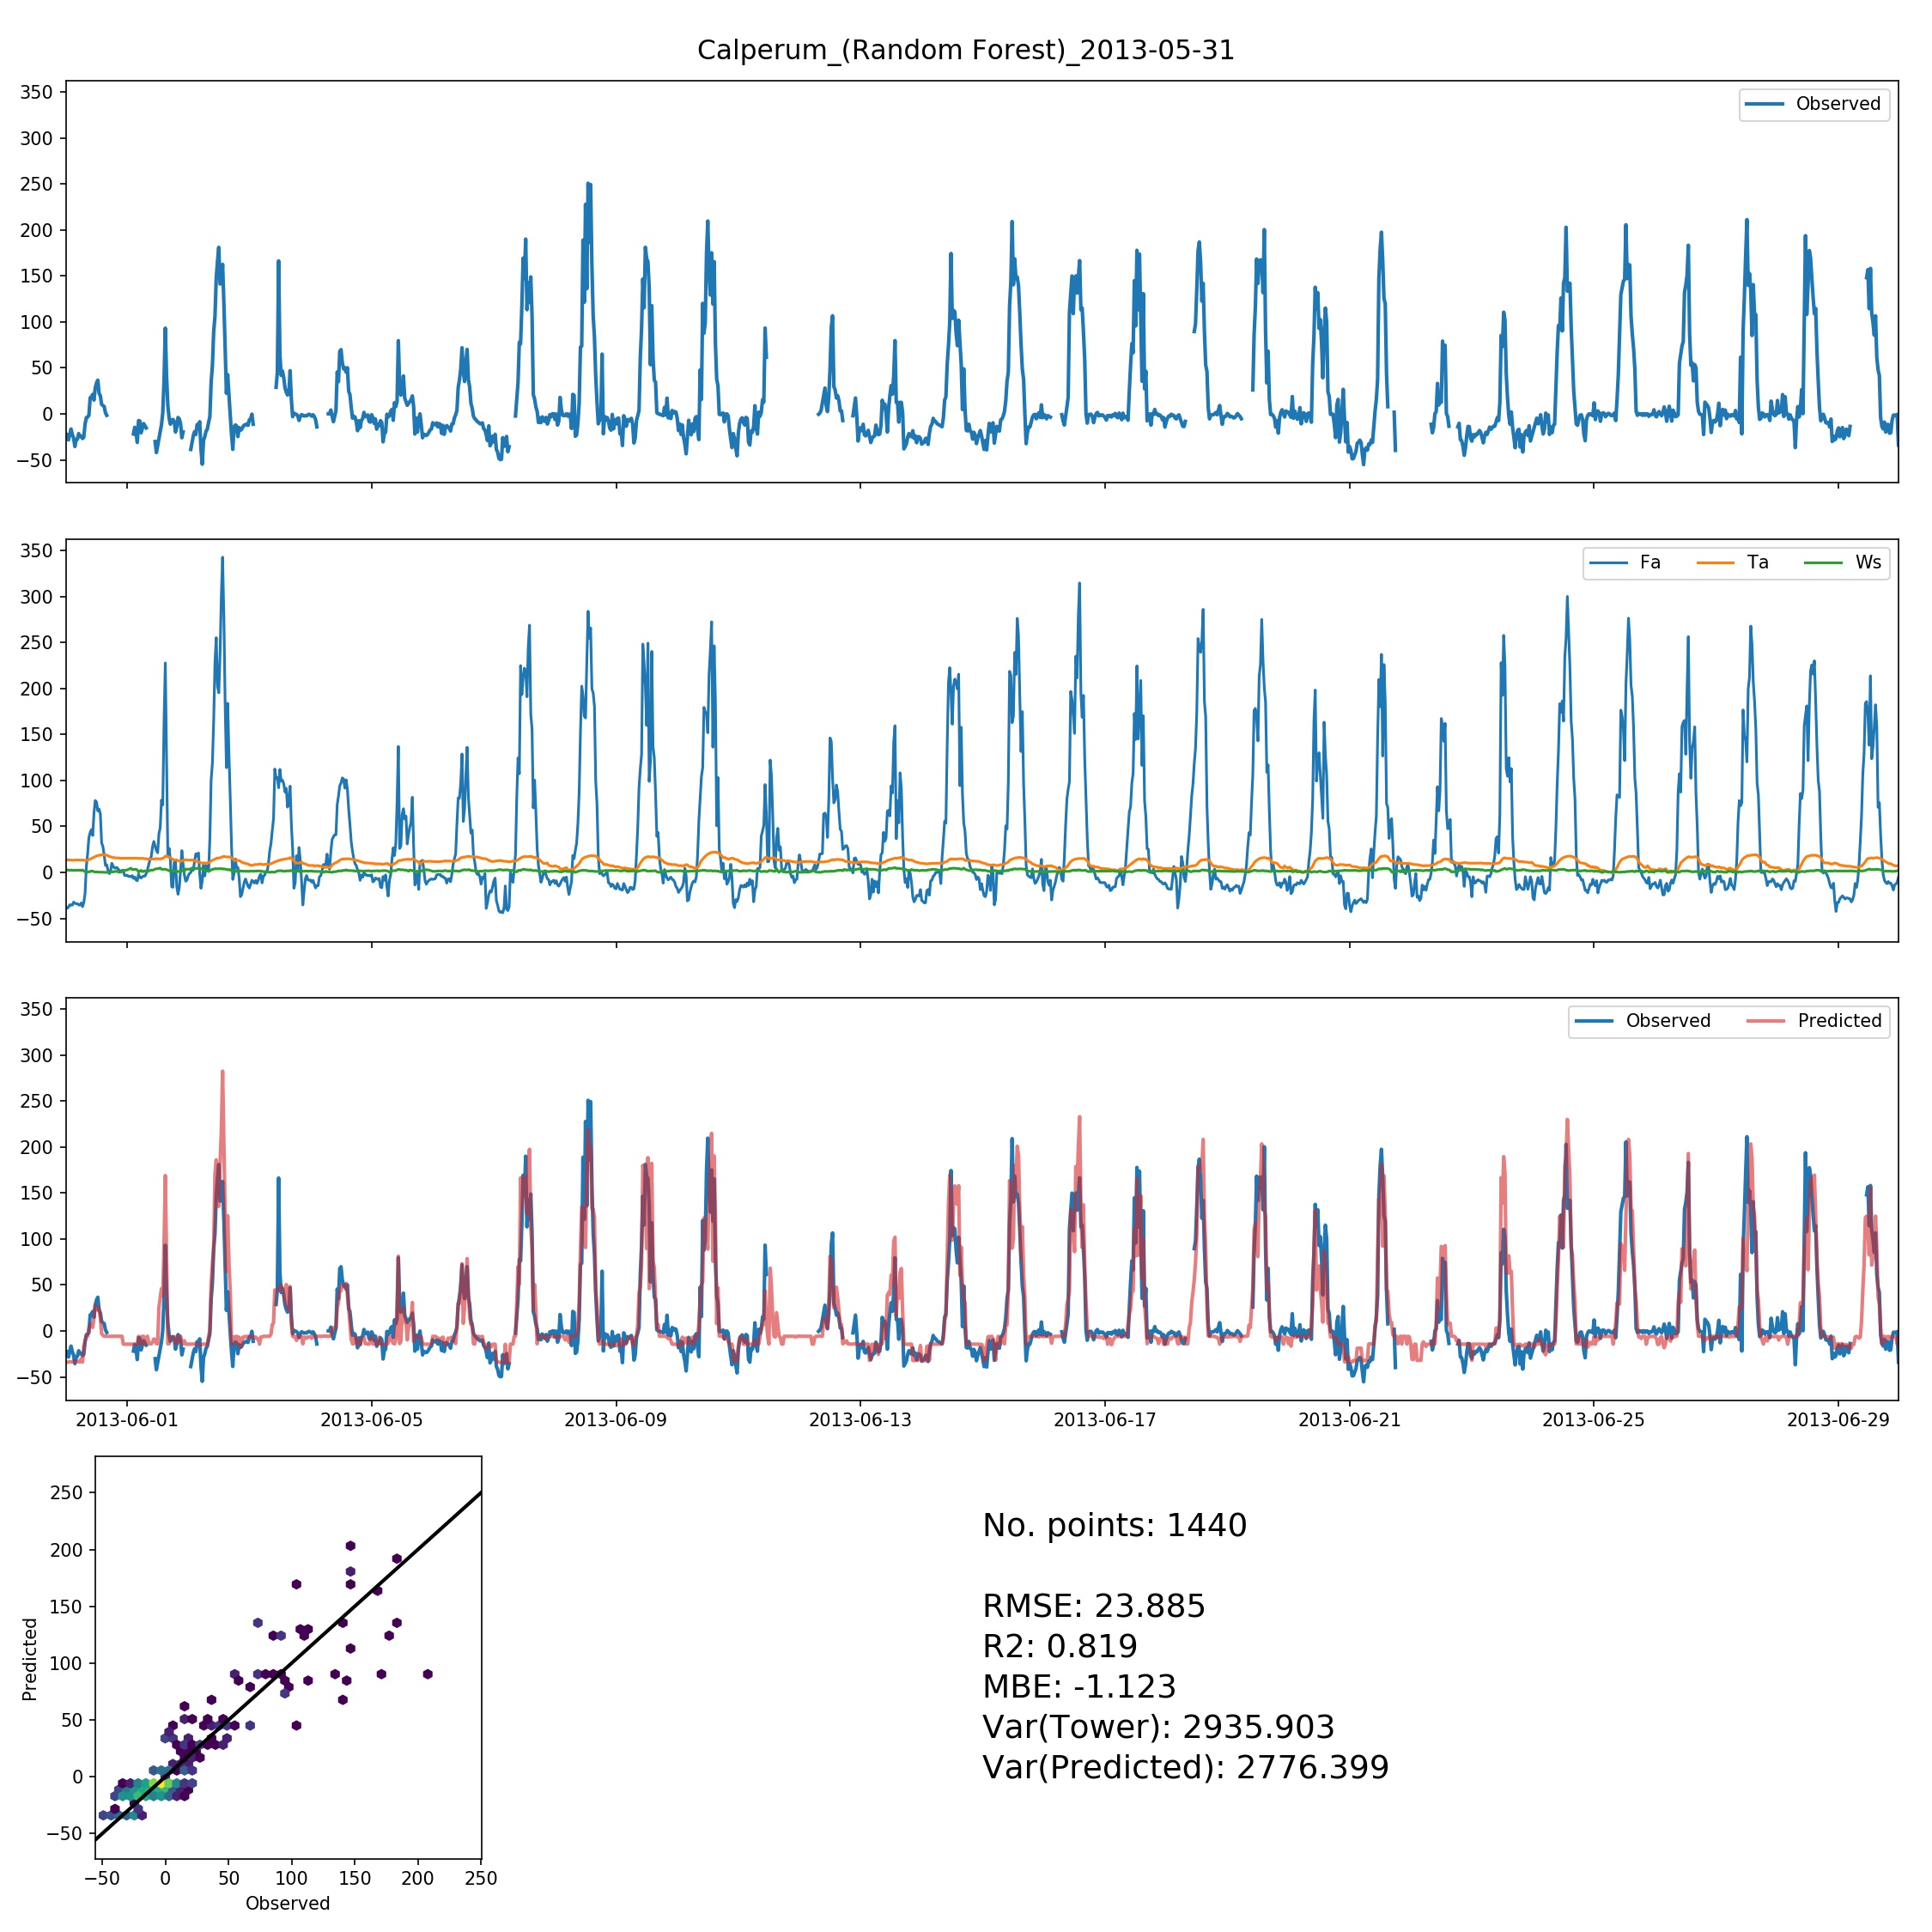 Calperum_(Random Forest)_2013-05-31
350
300
250
200
150
100
50
0
−50
Observed
350
300
250
200
150
100
50
0
−50
Fa Ta Ws
350
300
250
200
150
100
50
0
−50
Observed Predicted
2013-06-01 2013-06-05 2013-06-09 2013-06-13 2013-06-17 2013-06-21 2013-06-25 2013-06-29
250
200
150
100
50
0
−50
Predicted
−50 0 50 100 150 200 250
Observed
No. points: 1440
RMSE: 23.885
R2: 0.819
MBE: -1.123
Var(Tower): 2935.903
Var(Predicted): 2776.399